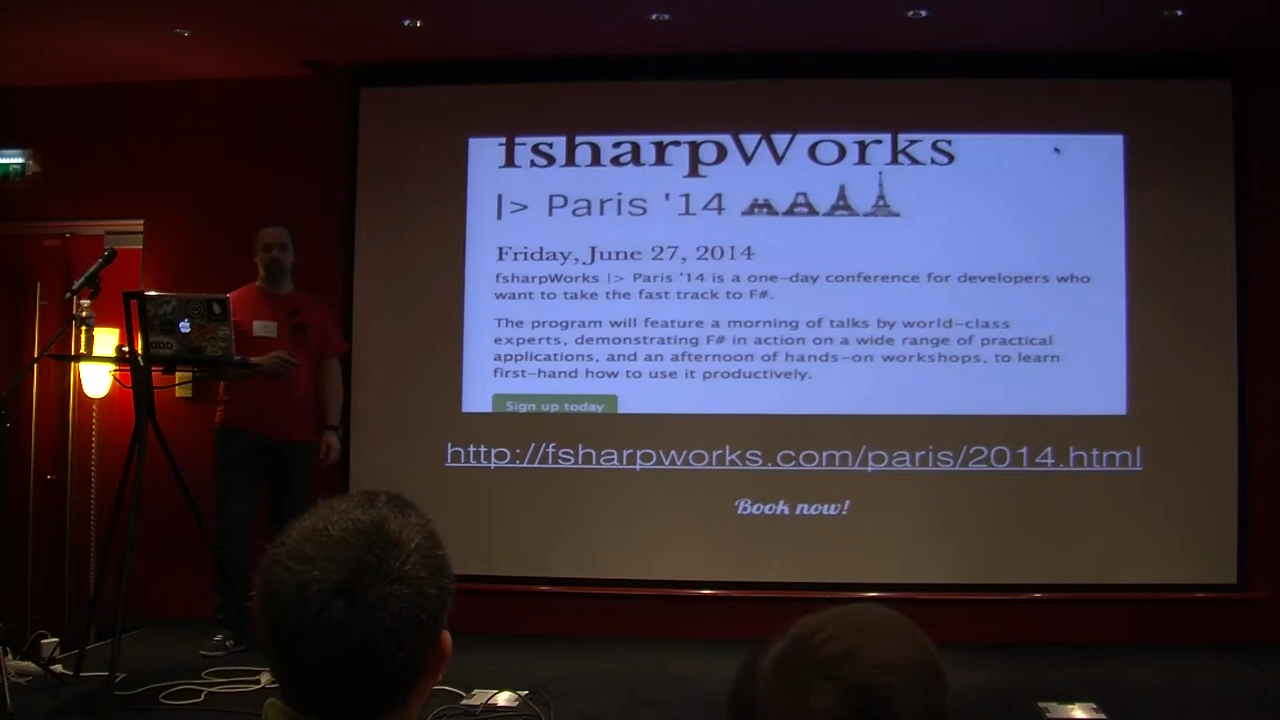 fsharpWorks
|> Paris '14
Friday, June 27, 2014
fsharpWorks |> Paris '14 is a one-day conference for developers who
want to take the fast track to F#.
The program will feature a morning of talks by world-class
experts, demonstrating F# in action on a wide range of practical
applications, and an afternoon of hands-on workshops, to learn
first-hand how to use it productively.
Sign up today
http://fsharpworks.com/paris/2014.html
Book now!